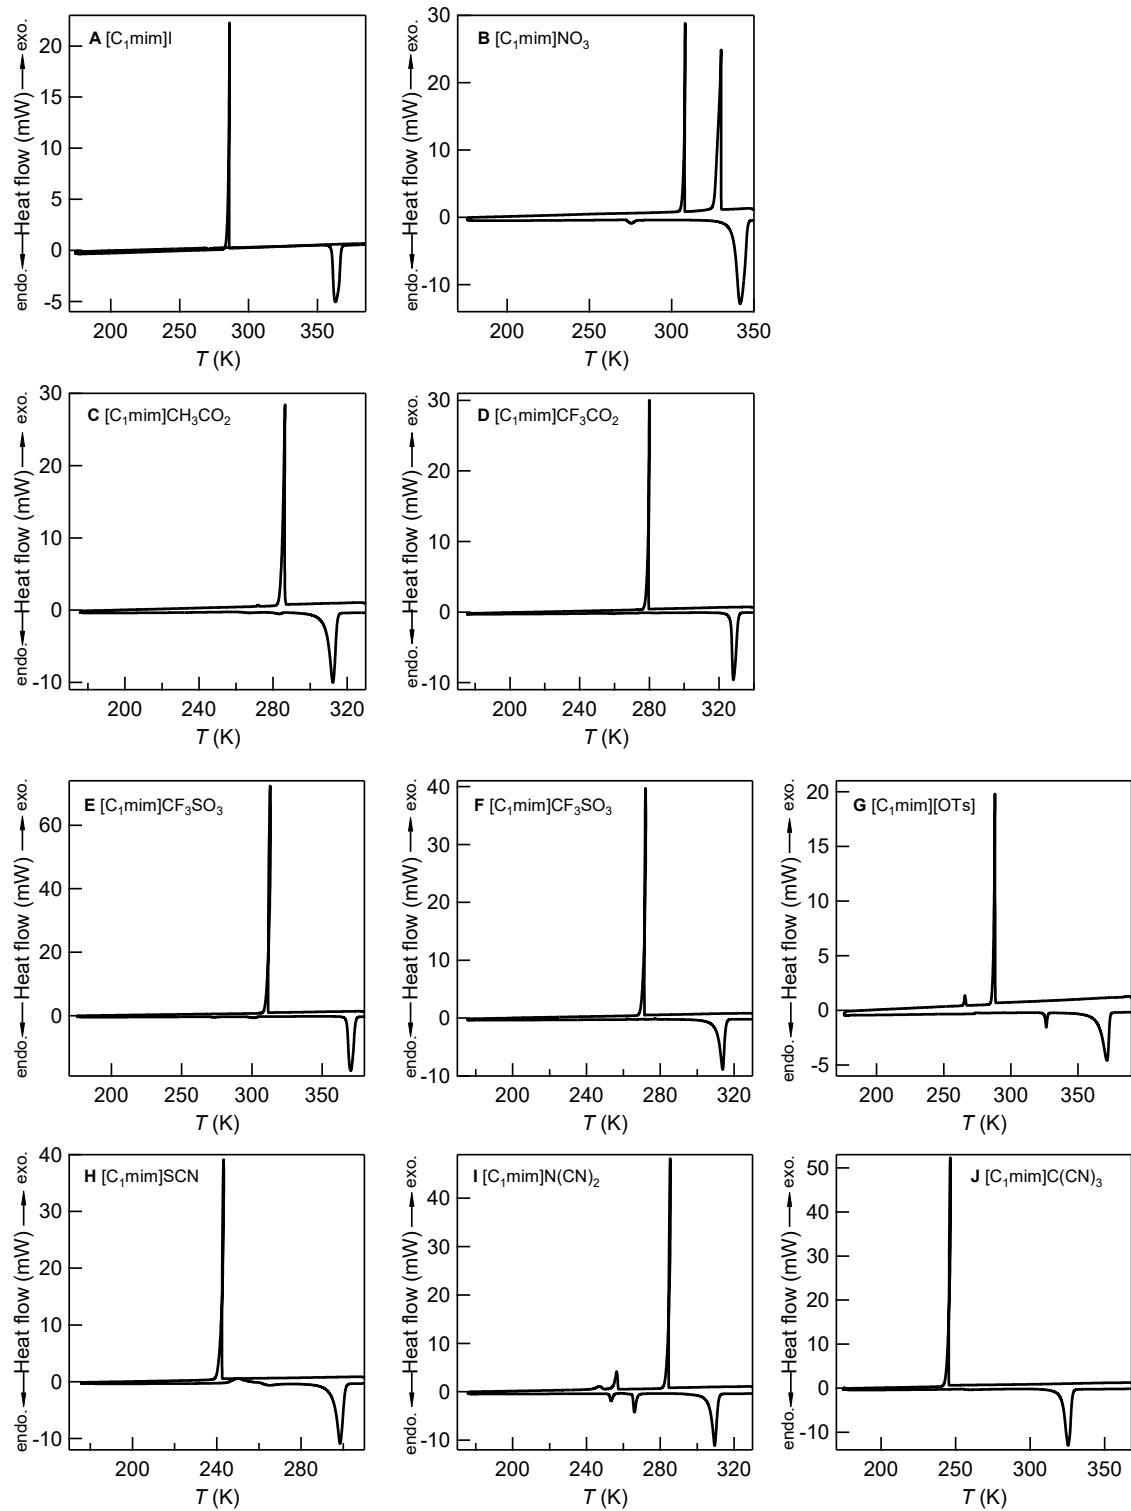 A [C₁mim]I
endo. ← Heat flow (mW) → exo.
20
15
10
5
0
-5
200 250 300 350
T (K)
B [C₁mim]NO₃
endo. ← Heat flow (mW) → exo.
30
20
10
0
-10
200 250 300 350
T (K)
C [C₁mim]CH₃CO₂
endo. ← Heat flow (mW) → exo.
30
20
10
0
-10
200 240 280 320
T (K)
D [C₁mim]CF₃CO₂
endo. ← Heat flow (mW) → exo.
30
20
10
0
-10
200 240 280 320
T (K)
E [C₁mim]CF₃SO₃
endo. ← Heat flow (mW) → exo.
60
40
20
0
200 250 300 350
T (K)
F [C₁mim]CF₃SO₃
endo. ← Heat flow (mW) → exo.
40
30
20
10
0
-10
200 240 280 320
T (K)
G [C₁mim][OTs]
endo. ← Heat flow (mW) → exo.
20
15
10
5
0
-5
200 250 300 350
T (K)
H [C₁mim]SCN
endo. ← Heat flow (mW) → exo.
40
30
20
10
0
-10
200 240 280
T (K)
I [C₁mim]N(CN)₂
endo. ← Heat flow (mW) → exo.
40
30
20
10
0
-10
200 240 280 320
T (K)
J [C₁mim]C(CN)₃
endo. ← Heat flow (mW) → exo.
50
40
30
20
10
0
-10
200 250 300 350
T (K)